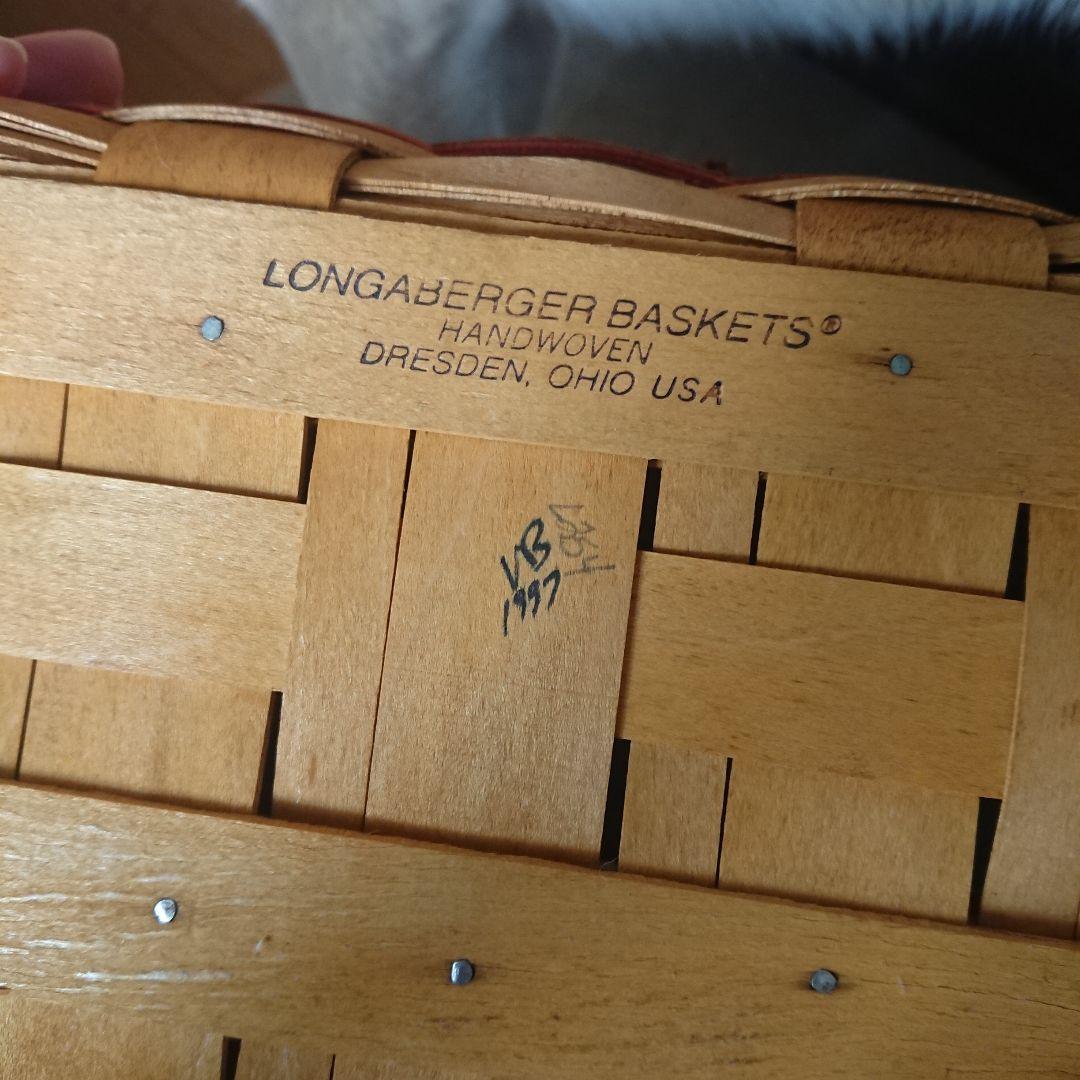 LONGABERGER BASKETS®
HANDWOVEN
DRESDEN, OHIO USA
VB
1997